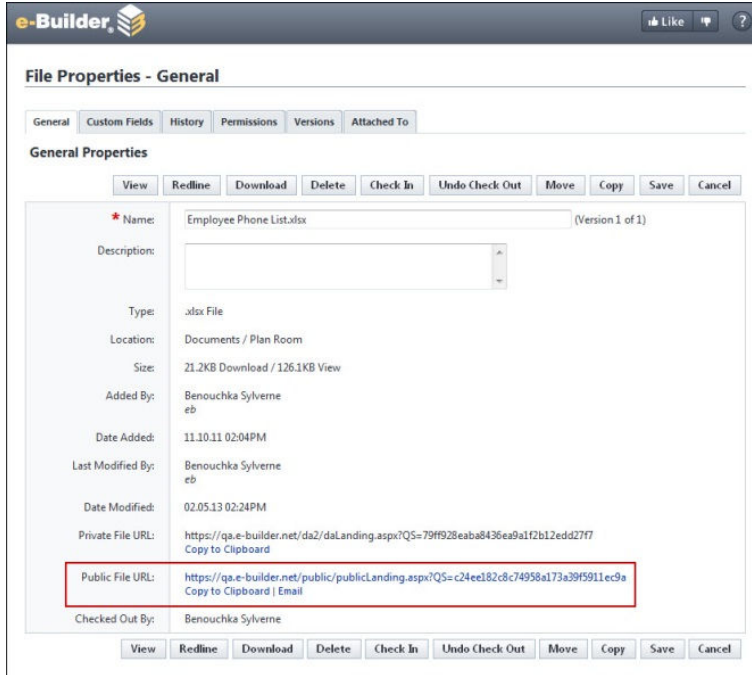 e-Builder®
Like
?
File Properties - General
General Custom Fields History Permissions Versions Attached To
General Properties
View Redline Download Delete Check In Undo Check Out Move Copy Save Cancel
* Name: Employee Phone List.xlsx (Version 1 of 1)
Description:
Type: .xlsx File
Location: Documents / Plan Room
Size: 21.2KB Download / 126.1KB View
Added By: Benouchka Sylverne
eb
Date Added: 11.10.11 02:04PM
Last Modified By: Benouchka Sylverne
eb
Date Modified: 02.05.13 02:24PM
Private File URL: https://qa.e-builder.net/da2/daLanding.aspx?QS=79ff928eaba8436ea9a1f2b12edd27f7
Copy to Clipboard
Public File URL: https://qa.e-builder.net/public/publicLanding.aspx?QS=c24ee182c8c74958a173a39f5911ec9a
Copy to Clipboard | Email
Checked Out By: Benouchka Sylverne
View Redline Download Delete Check In Undo Check Out Move Copy Save Cancel